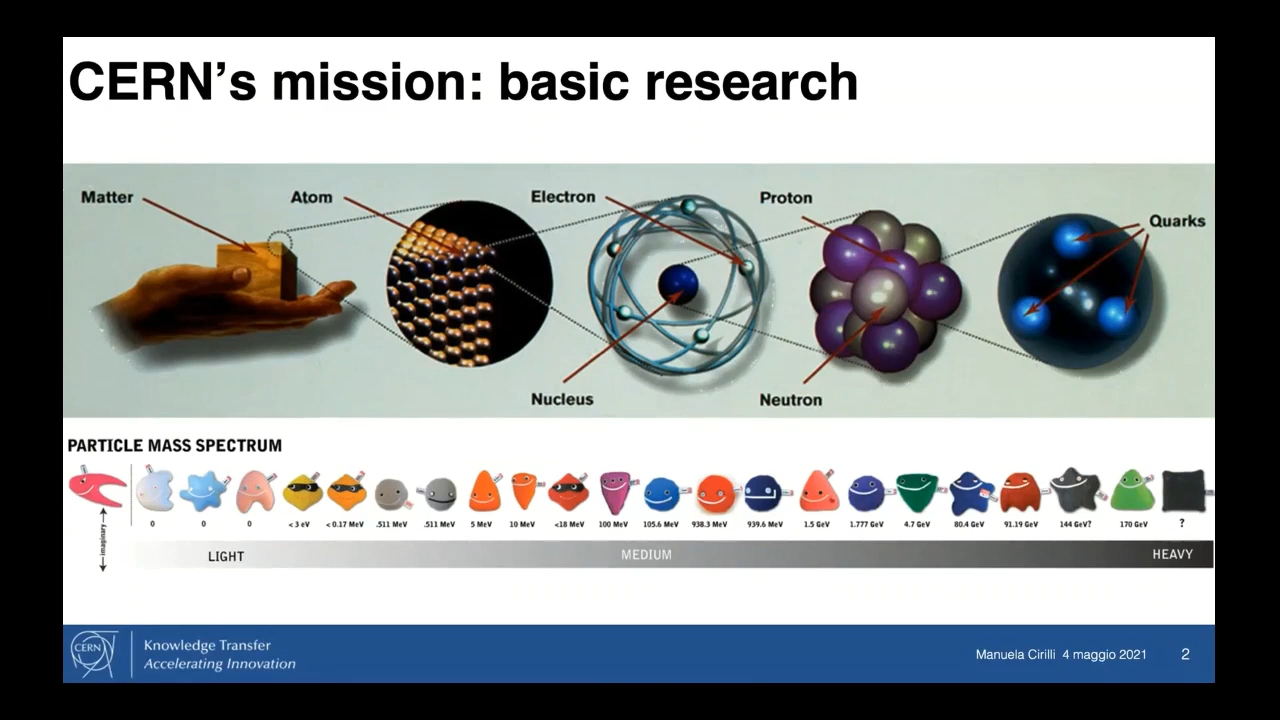 CERN’s mission: basic research
Matter
Atom
Electron
Proton
Quarks
Nucleus
Neutron
PARTICLE MASS SPECTRUM
0 0 0 < 3 eV < 0.17 MeV .511 MeV .511 MeV 5 MeV 10 MeV <18 MeV 100 MeV 105.6 MeV 938.3 MeV 939.6 MeV 1.5 GeV 1.777 GeV 4.7 GeV 80.4 GeV 91.19 GeV 144 GeV? 170 GeV ?
imaginary
LIGHT MEDIUM HEAVY
CERN
Knowledge Transfer
Accelerating Innovation
Manuela Cirilli 4 maggio 2021 2